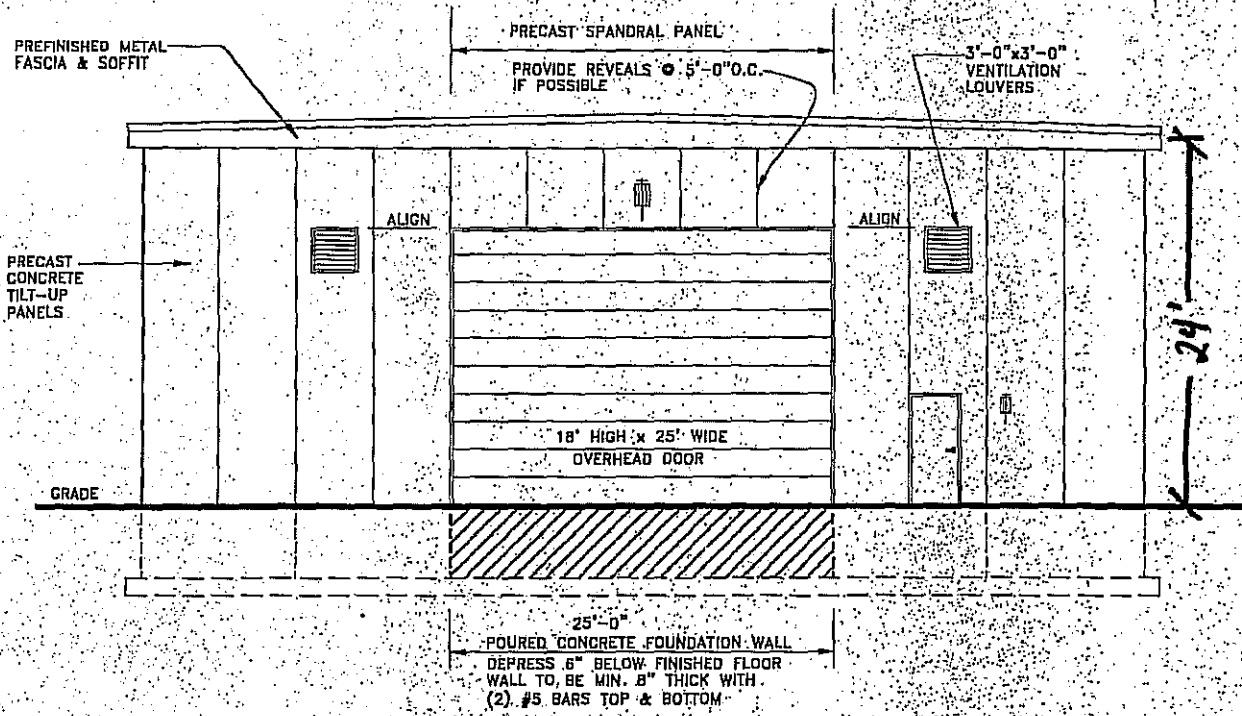 PRECAST SPANDRAL PANEL
PREFINISHED METAL
FASCIA & SOFFIT
PROVIDE REVEALS @ 5'-0" O.C.
IF POSSIBLE
3'-0"x3'-0"
VENTILATION
LOUVERS
ALIGN
ALIGN
PRECAST
CONCRETE
TILT-UP
PANELS
24'
18' HIGH x 25' WIDE
OVERHEAD DOOR
GRADE
25'-0"
POURED CONCRETE FOUNDATION WALL
DEPRESS 6" BELOW FINISHED FLOOR
WALL TO BE MIN. 8" THICK WITH
(2) #5 BARS TOP & BOTTOM